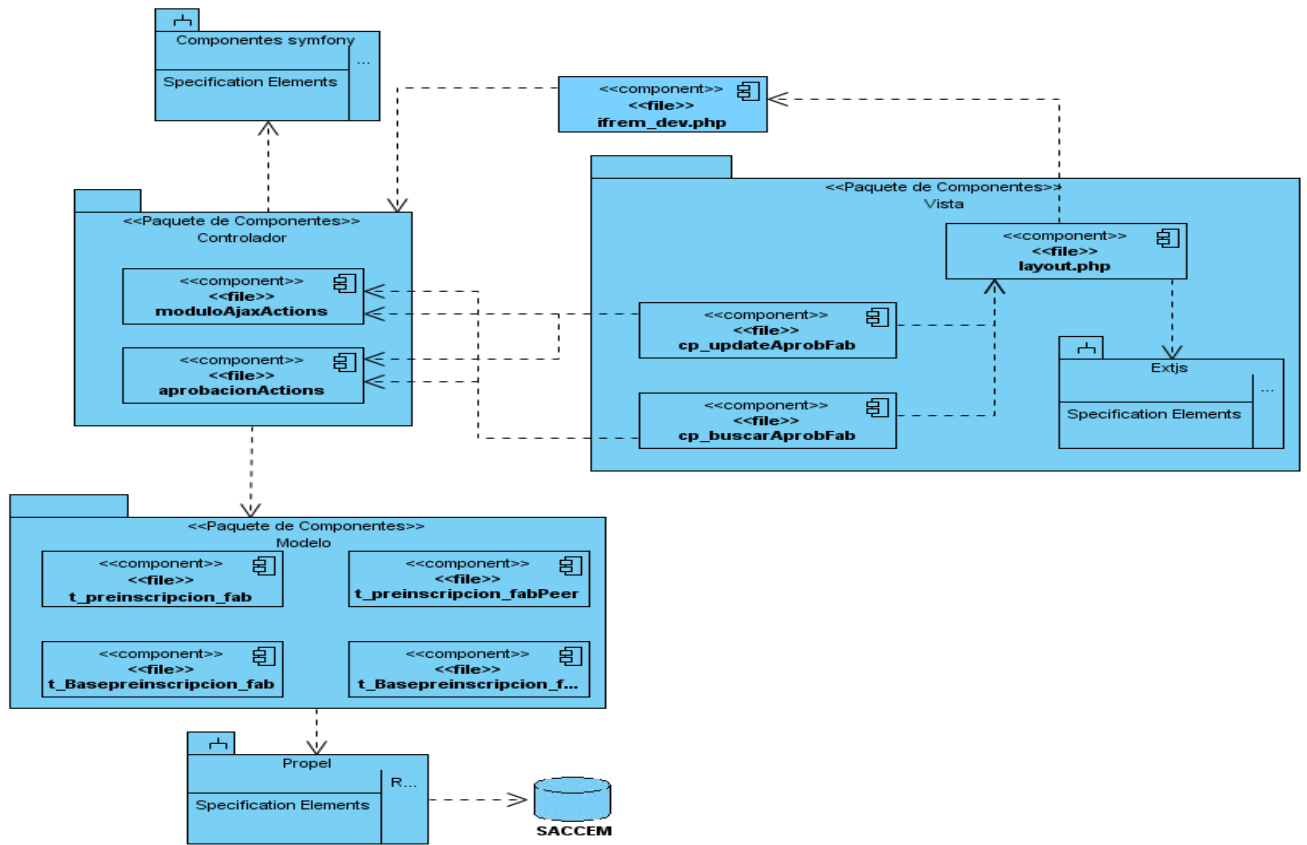 Componentes symfony
...
Specification Elements
<<component>>
<<file>>
ifrem_dev.php
<<Paquete de Componentes>>
Controlador
<<component>>
<<file>>
moduloAjaxActions
<<component>>
<<file>>
aprobacionActions
<<Paquete de Componentes>>
Vista
<<component>>
<<file>>
layout.php
<<component>>
<<file>>
cp_updateAprobFab
<<component>>
<<file>>
cp_buscarAprobFab
Extjs
...
Specification Elements
<<Paquete de Componentes>>
Modelo
<<component>>
<<file>>
t_preinscripcion_fab
<<component>>
<<file>>
t_preinscripcion_fabPeer
<<component>>
<<file>>
t_Basepreinscripcion_fab
<<component>>
<<file>>
t_Basepreinscripcion_f...
Propel
R...
Specification Elements
SACCEM